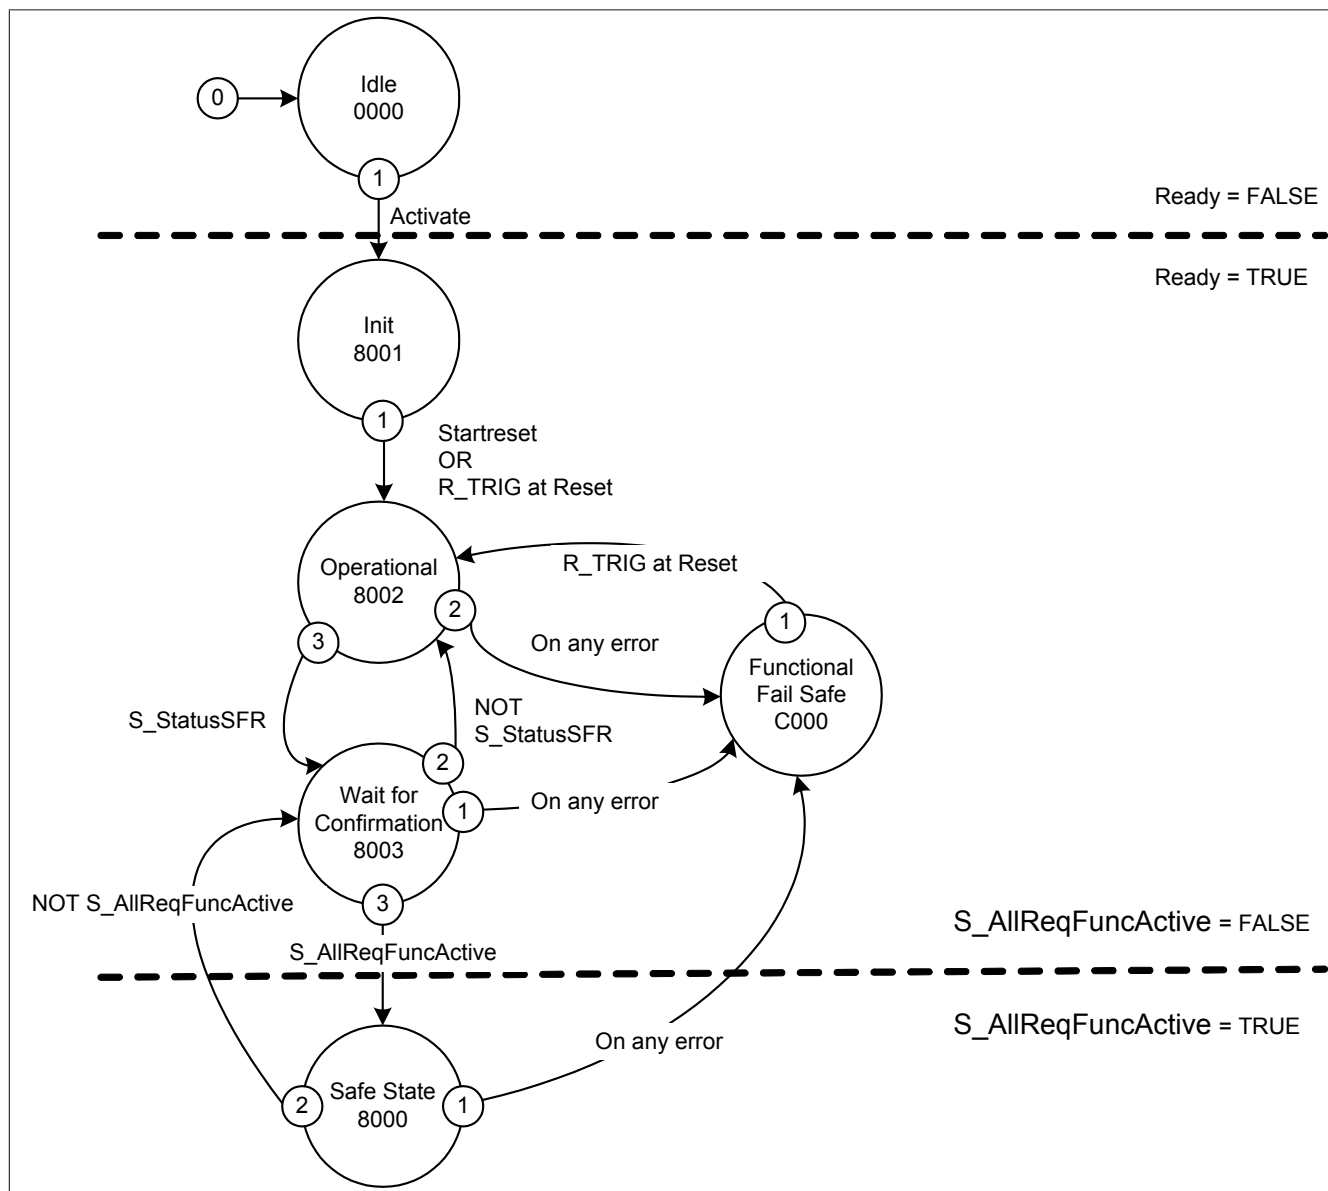 Idle
0000
0
1
Activate
Ready = FALSE
Ready = TRUE
Init
8001
1
Startreset
OR
R_TRIG at Reset
Operational
8002
R_TRIG at Reset
2
3
1
On any error
Functional
Fail Safe
C000
S_StatusSFR
NOT
S_StatusSFR
2
Wait for
Confirmation
8003
1
On any error
NOT S_AllReqFuncActive
3
S_AllReqFuncActive
S_AllReqFuncActive = FALSE
S_AllReqFuncActive = TRUE
On any error
Safe State
8000
2
1